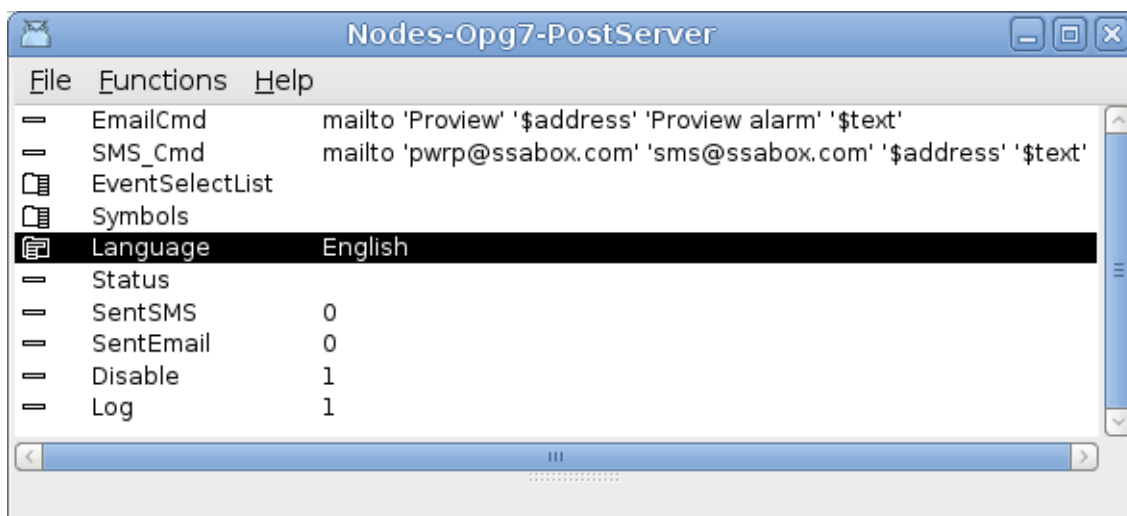 Nodes-Opg7-PostServer
File Functions Help
EmailCmd mailto 'Proview' '$address' 'Proview alarm' '$text'
SMS_Cmd mailto 'pwrp@ssabox.com' 'sms@ssabox.com' '$address' '$text'
EventSelectList
Symbols
Language English
Status
SentSMS 0
SentEmail 0
Disable 1
Log 1